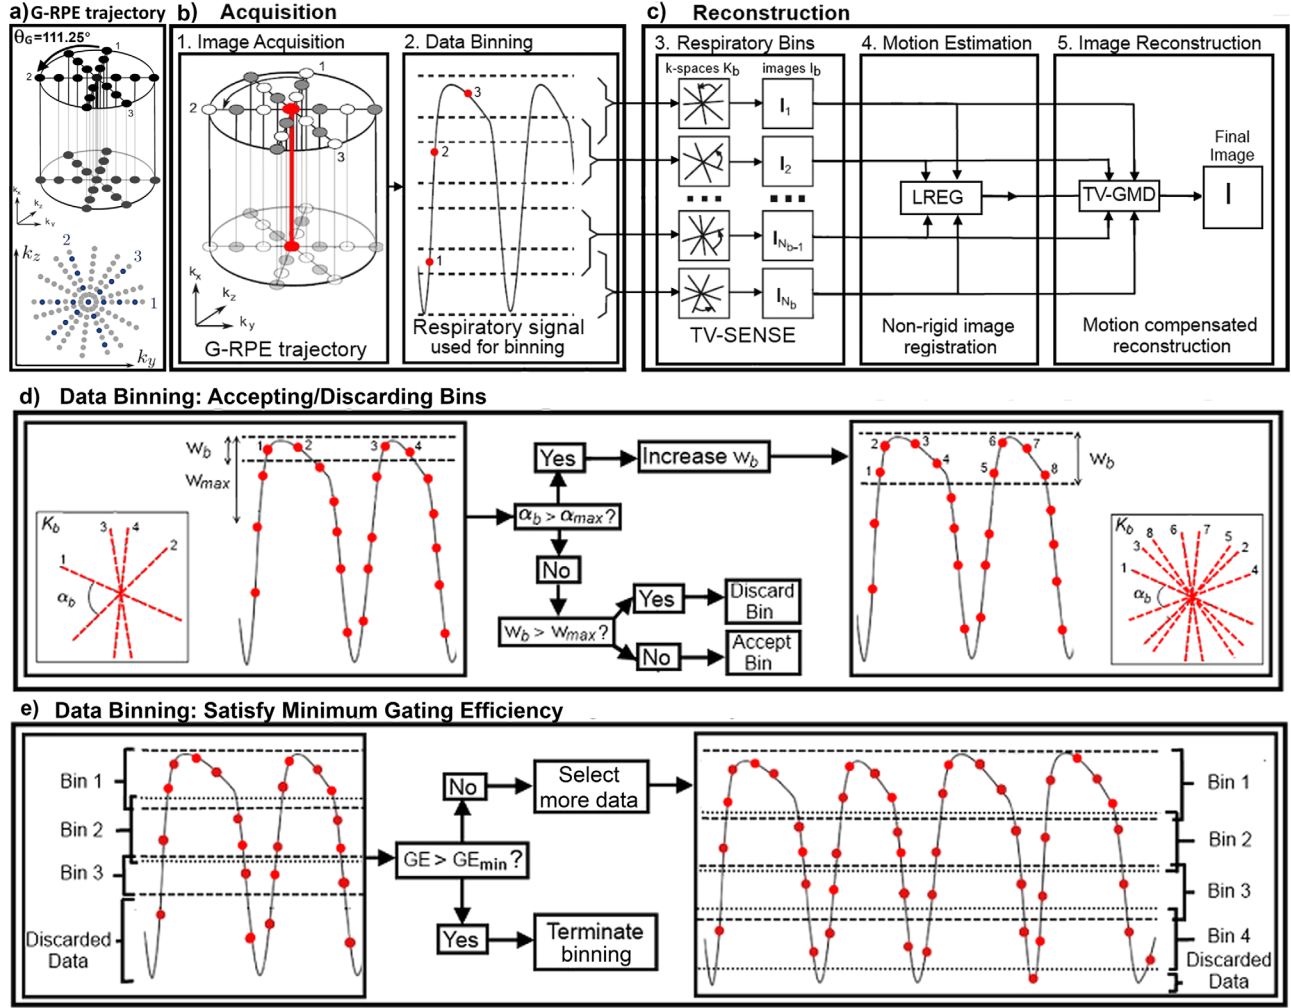 a) G-RPE trajectory
θG=111.25°
1
2
3
kx
kz
ky
kz
2
3
1
ky
b) Acquisition
1. Image Acquisition
1
2
3
kx
kz
ky
G-RPE trajectory
2. Data Binning
3
2
1
Respiratory signal
used for binning
c) Reconstruction
3. Respiratory Bins
k-spaces Kb
images Ib
I1
I2
INb-1
INb
TV-SENSE
4. Motion Estimation
LREG
Non-rigid image
registration
5. Image Reconstruction
TV-GMD
Final
Image
I
Motion compensated
reconstruction
d) Data Binning: Accepting/Discarding Bins
Wb
Wmax
1
2
3
4
Kb
3
4
1
2
αb
Yes
Increase Wb
αb > αmax?
No
Wb > Wmax?
Yes
Discard
Bin
No
Accept
Bin
2
3
6
7
1
4
5
8
Wb
Kb
3
8
6
7
5
2
1
4
αb
e) Data Binning: Satisfy Minimum Gating Efficiency
Bin 1
Bin 2
Bin 3
Discarded
Data
No
Select
more data
GE > GEmin?
Yes
Terminate
binning
Bin 1
Bin 2
Bin 3
Bin 4
Discarded
Data